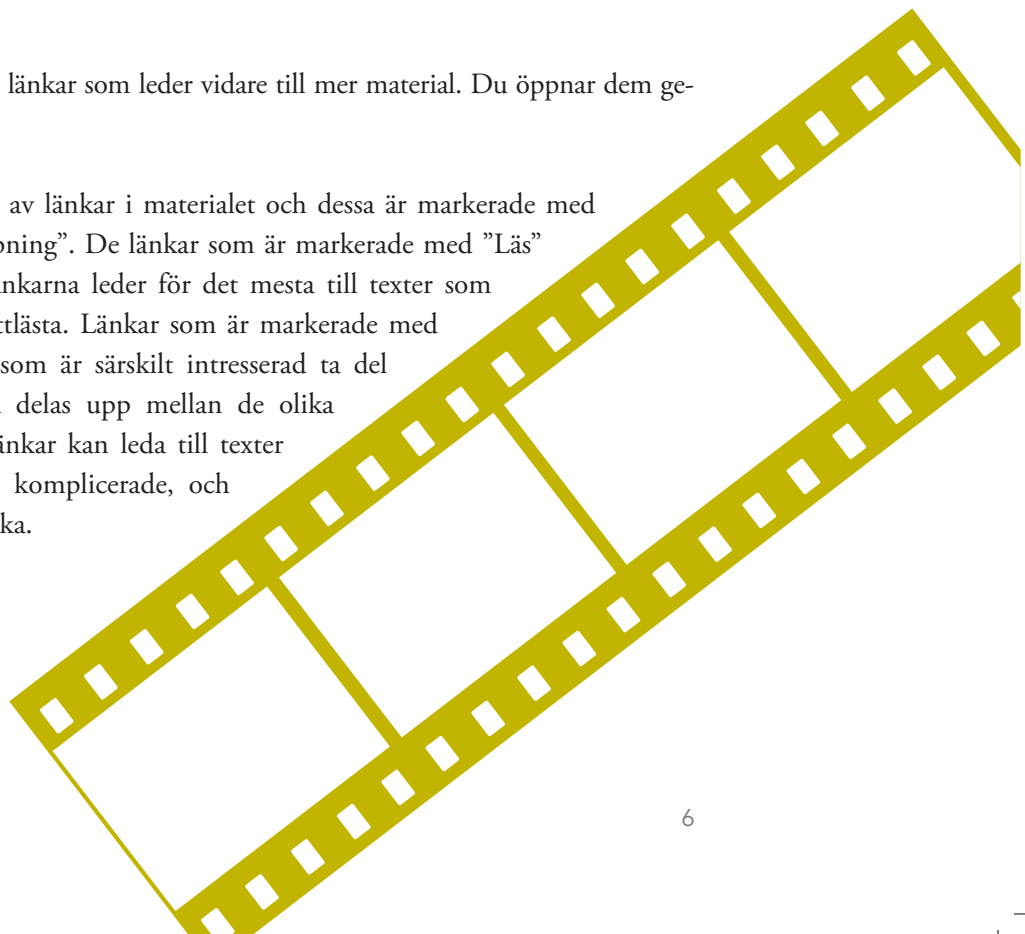 länkar som leder vidare till mer material. Du öppnar dem ge-
av länkar i materialet och dessa är markerade med
ning”. De länkar som är markerade med ”Läs”
nkarna leder för det mesta till texter som
ttlästa. Länkar som är markerade med
som är särskilt intresserad ta del
delas upp mellan de olika
änkar kan leda till texter
komplicerade, och
ka.
6